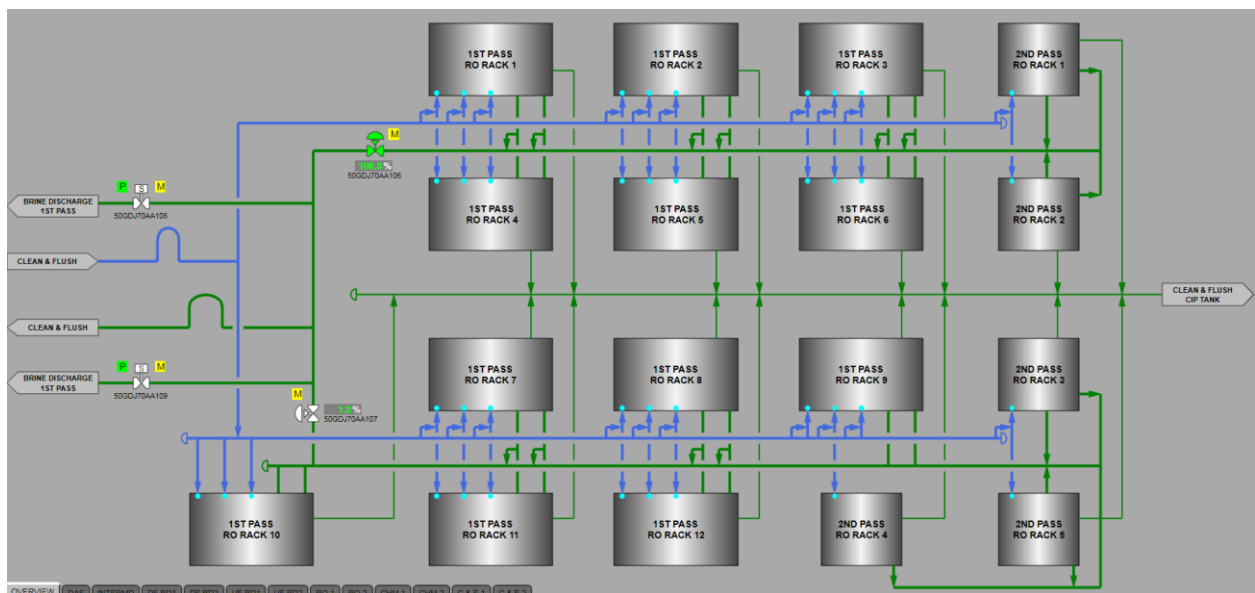 1ST PASS
RO RACK 1
1ST PASS
RO RACK 2
1ST PASS
RO RACK 3
2ND PASS
RO RACK 1
M
%
50GDJ70AA106
P
S
M
BRINE DISCHARGE
1ST PASS
50GDJ70AA108
1ST PASS
RO RACK 4
1ST PASS
RO RACK 5
1ST PASS
RO RACK 6
2ND PASS
RO RACK 2
CLEAN & FLUSH
CLEAN & FLUSH
CIP TANK
CLEAN & FLUSH
P
S
M
BRINE DISCHARGE
1ST PASS
50GDJ70AA109
M
%
50GDJ70AA107
1ST PASS
RO RACK 7
1ST PASS
RO RACK 8
1ST PASS
RO RACK 9
2ND PASS
RO RACK 3
1ST PASS
RO RACK 10
1ST PASS
RO RACK 11
1ST PASS
RO RACK 12
2ND PASS
RO RACK 4
2ND PASS
RO RACK 5
OVERVIEW